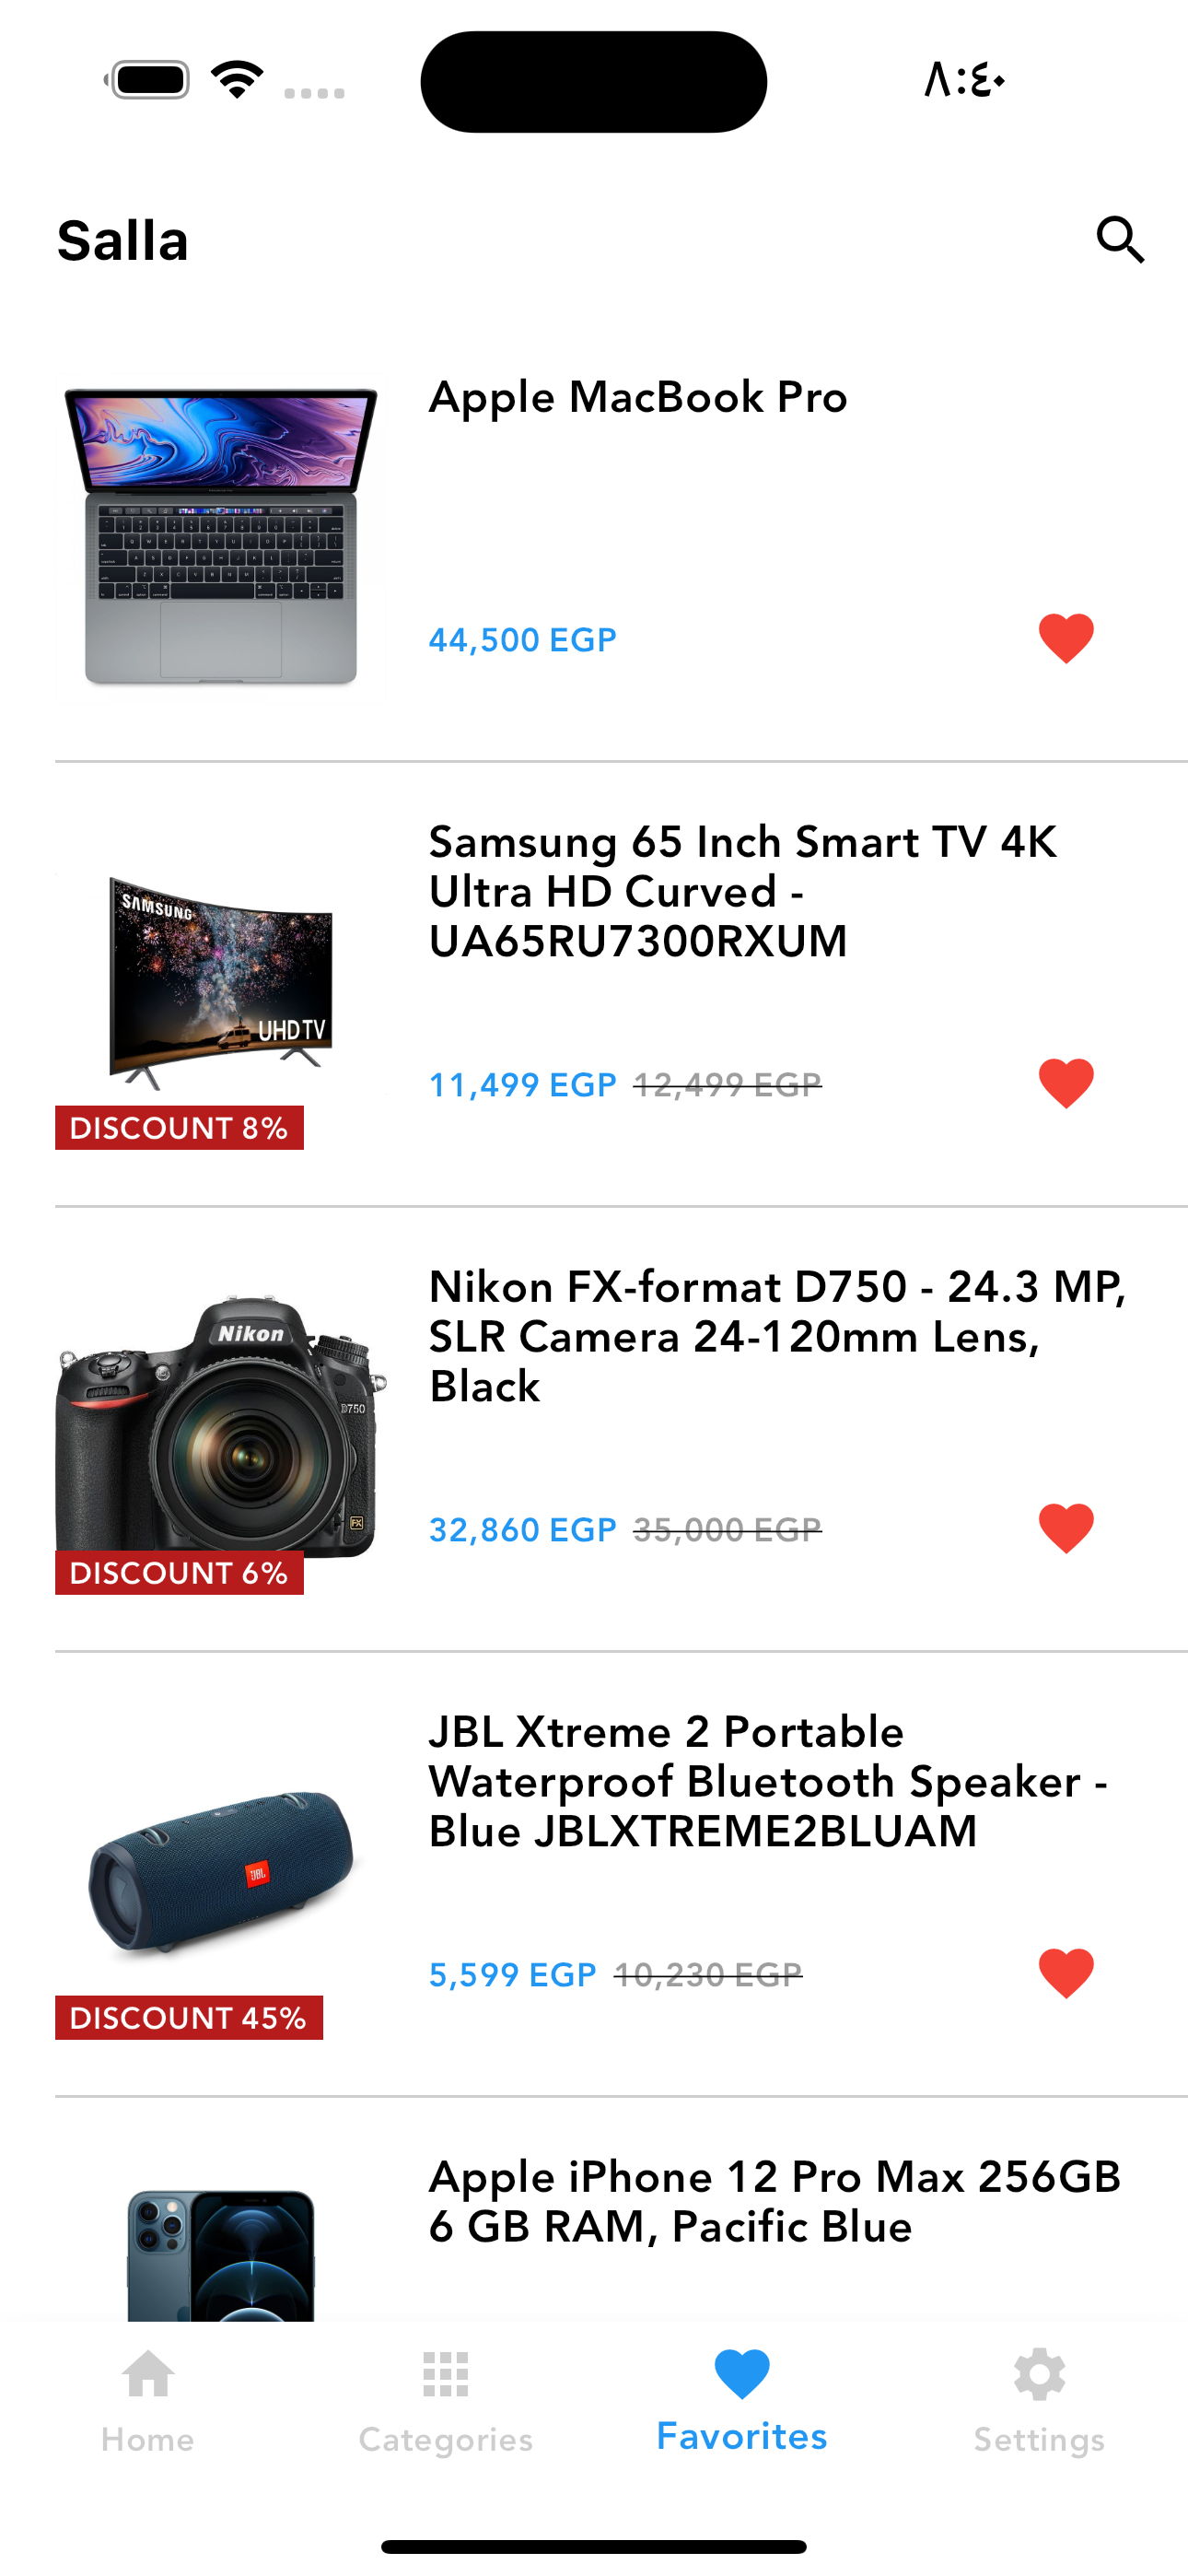 ٨:٤٠
Salla
Apple MacBook Pro
44,500 EGP
Samsung 65 Inch Smart TV 4K
Ultra HD Curved -
UA65RU7300RXUM
SAMSUNG
UHD TV
11,499 EGP 12,499 EGP
DISCOUNT 8%
Nikon FX-format D750 - 24.3 MP,
SLR Camera 24-120mm Lens,
Black
Nikon
D750
FX
32,860 EGP 35,000 EGP
DISCOUNT 6%
JBL Xtreme 2 Portable
Waterproof Bluetooth Speaker -
Blue JBLXTREME2BLUAM
JBL
5,599 EGP 10,230 EGP
DISCOUNT 45%
Apple iPhone 12 Pro Max 256GB
6 GB RAM, Pacific Blue
Home
Categories
Favorites
Settings